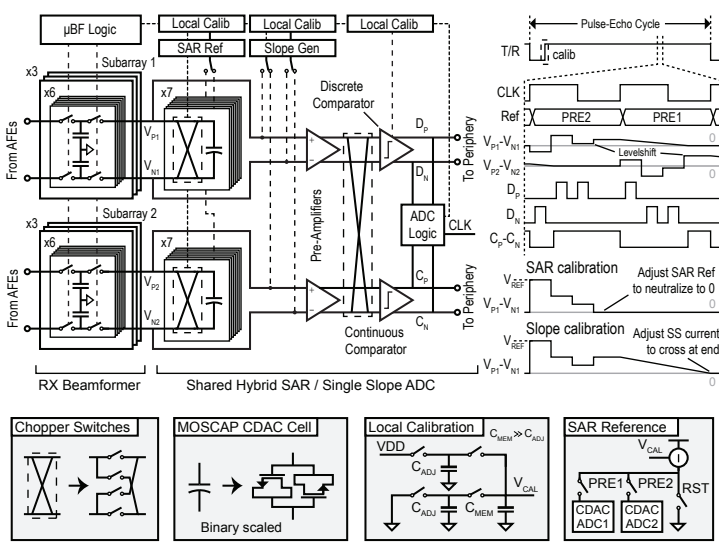 μBF Logic
Local Calib
Local Calib
Local Calib
SAR Ref
Slope Gen
Subarray 1
x3
x6
x7
From AFEs
V_P1
V_N1
Discrete
Comparator
D_P
D_N
To Periphery
Pre-Amplifiers
ADC
Logic
CLK
Subarray 2
x3
x6
x7
From AFEs
V_P2
V_N2
C_P
C_N
To Periphery
Continuous
Comparator
RX Beamformer
Shared Hybrid SAR / Single Slope ADC
Pulse-Echo Cycle
T/R
calib
CLK
Ref
PRE2
PRE1
V_P1-V_N1
0
Levelshift
V_P2-V_N2
0
D_P
D_N
C_P-C_N
SAR calibration
V_REF
Adjust SAR Ref
to neutralize to 0
V_P1-V_N1
0
Slope calibration
V_REF
Adjust SS current
to cross at end
V_P1-V_N1
0
Chopper Switches
MOSCAP CDAC Cell
Binary scaled
Local Calibration
C_MEM ≫ C_ADJ
VDD
C_ADJ
V_CAL
C_ADJ
C_MEM
SAR Reference
V_CAL
I
PRE1
PRE2
RST
CDAC
ADC1
CDAC
ADC2